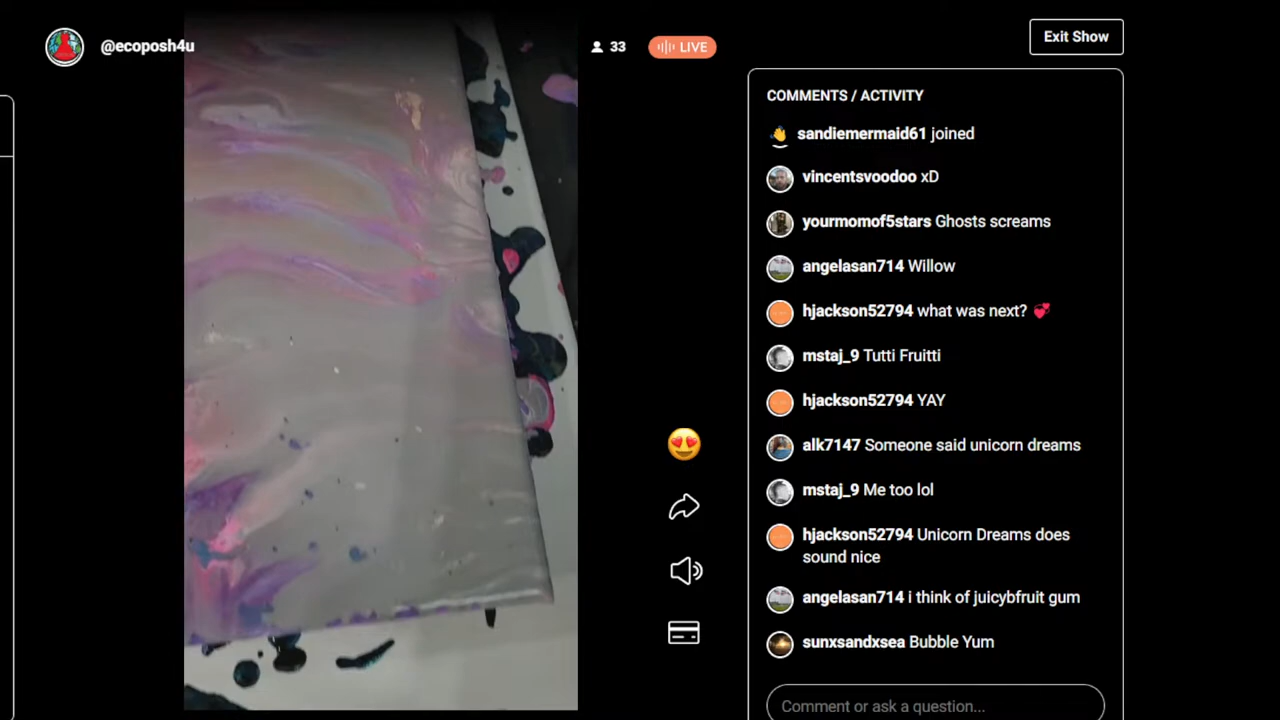 @ecoposh4u
33
LIVE
Exit Show
COMMENTS / ACTIVITY
sandiemermaid61 joined
vincentsvoodoo xD
yourmomof5stars Ghosts screams
angelasan714 Willow
hjackson52794 what was next? 💞
mstaj_9 Tutti Fruitti
hjackson52794 YAY
alk7147 Someone said unicorn dreams
mstaj_9 Me too lol
hjackson52794 Unicorn Dreams does
sound nice
angelasan714 i think of juicybfruit gum
sunxsandxsea Bubble Yum
Comment or ask a question...